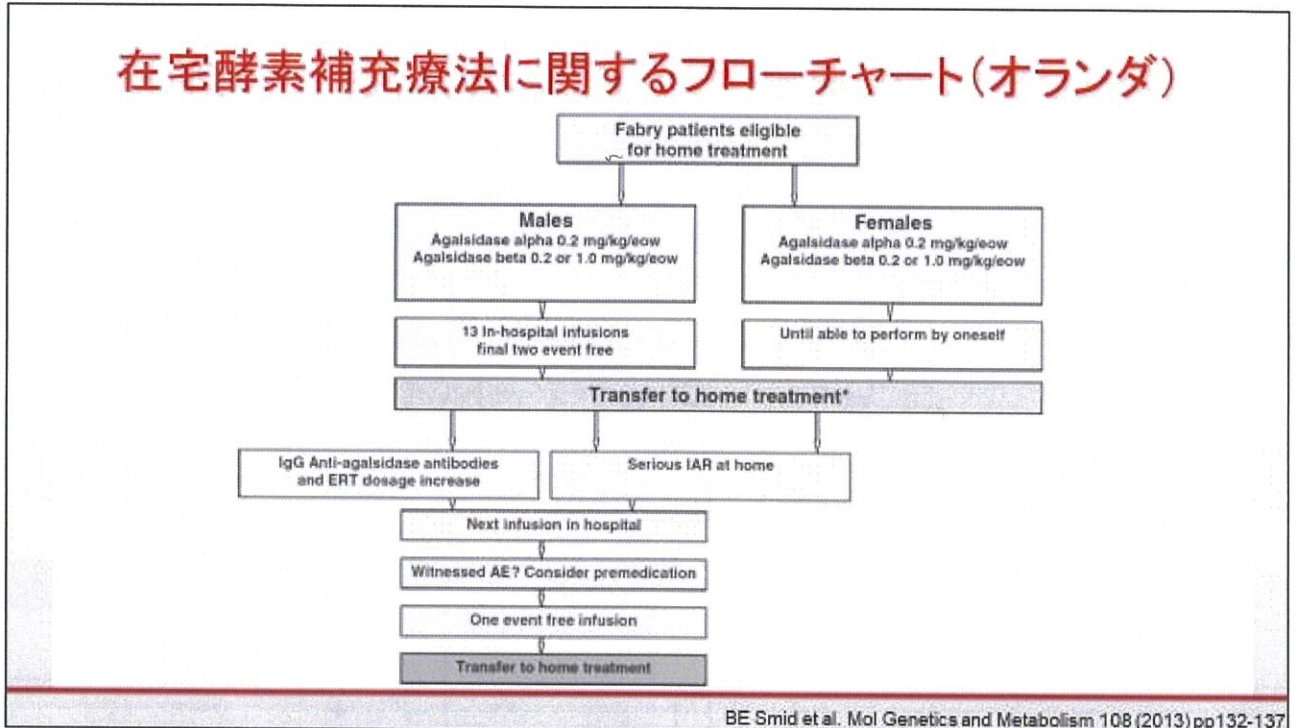 在宅酵素補充療法に関するフローチャート(オランダ)
Fabry patients eligible
for home treatment
Males
Agalsidase alpha 0.2 mg/kg/eow
Agalsidase beta 0.2 or 1.0 mg/kg/eow
Females
Agalsidase alpha 0.2 mg/kg/eow
Agalsidase beta 0.2 or 1.0 mg/kg/eow
13 In-hospital infusions
final two event free
Until able to perform by oneself
Transfer to home treatment*
IgG Anti-agalsidase antibodies
and ERT dosage increase
Serious IAR at home
Next infusion in hospital
Witnessed AE? Consider premedication
One event free infusion
Transfer to home treatment
BE Smid et al. Mol Genetics and Metabolism 108 (2013) pp132-137